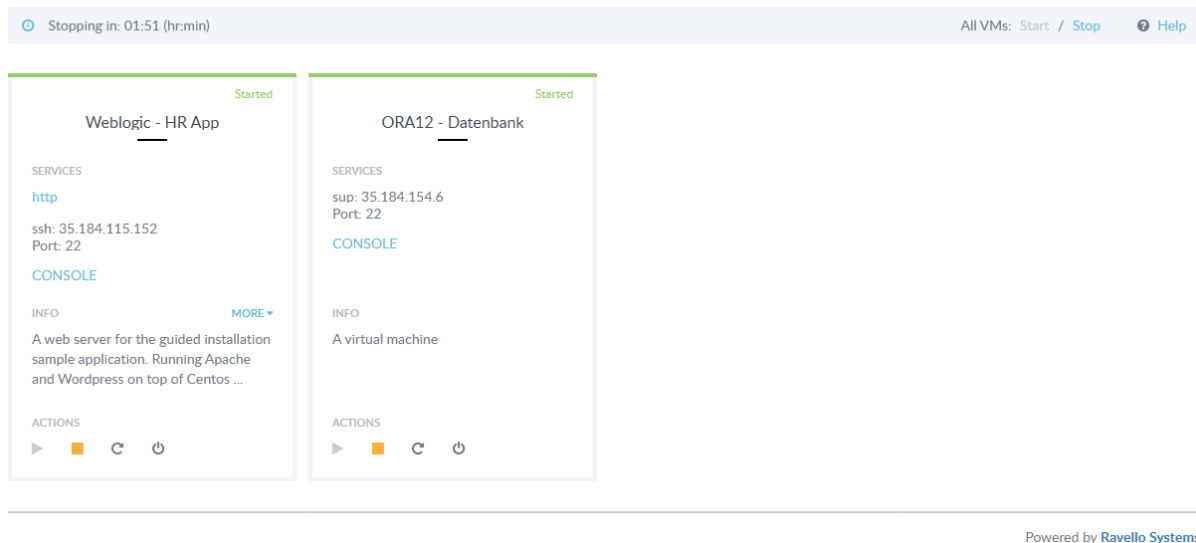 Stopping in: 01:51 (hr:min)
All VMs: Start / Stop
Help
Started
Weblogic - HR App
SERVICES
http
ssh: 35.184.115.152
Port: 22
CONSOLE
INFO
MORE
A web server for the guided installation
sample application. Running Apache
and Wordpress on top of Centos ...
ACTIONS
Started
ORA12 - Datenbank
SERVICES
sup: 35.184.154.6
Port: 22
CONSOLE
INFO
A virtual machine
ACTIONS
Powered by Ravello Systems